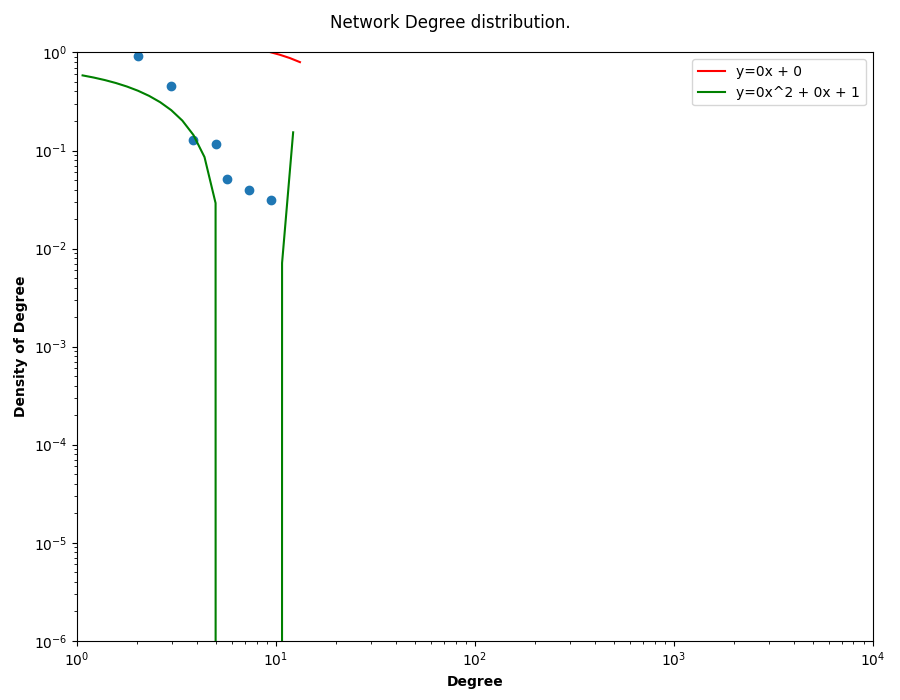 Network Degree distribution.
y=0x + 0
y=0x^2 + 0x + 1
Density of Degree
10^0
10^-1
10^-2
10^-3
10^-4
10^-5
10^-6
10^0 10^1 10^2 10^3 10^4
Degree